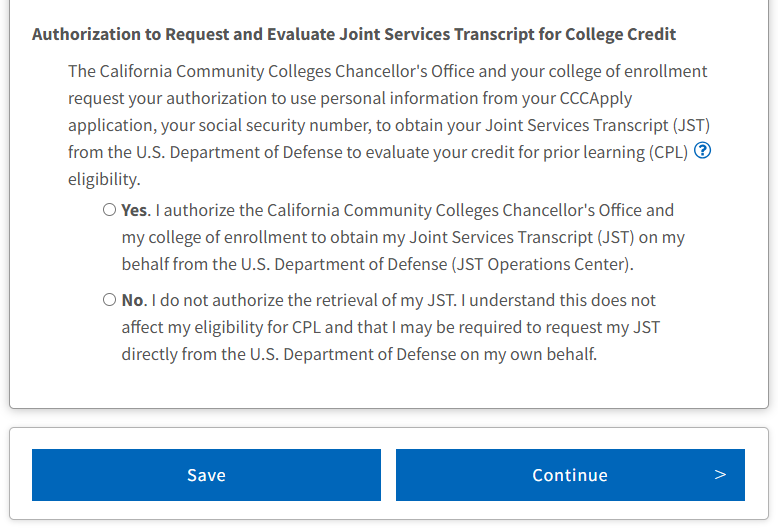 Authorization to Request and Evaluate Joint Services Transcript for College Credit
The California Community Colleges Chancellor's Office and your college of enrollment
request your authorization to use personal information from your CCCApply
application, your social security number, to obtain your Joint Services Transcript (JST)
from the U.S. Department of Defense to evaluate your credit for prior learning (CPL) ?
eligibility.
Yes. I authorize the California Community Colleges Chancellor's Office and
my college of enrollment to obtain my Joint Services Transcript (JST) on my
behalf from the U.S. Department of Defense (JST Operations Center).
No. I do not authorize the retrieval of my JST. I understand this does not
affect my eligibility for CPL and that I may be required to request my JST
directly from the U.S. Department of Defense on my own behalf.
Save
Continue >